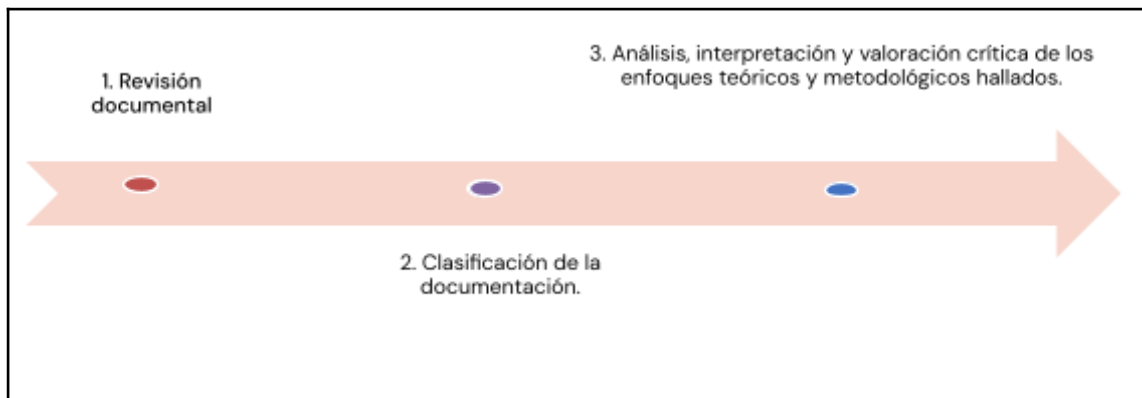 1. Revisión
documental
2. Clasificación de la
documentación.
3. Análisis, interpretación y valoración crítica de los
enfoques teóricos y metodológicos hallados.